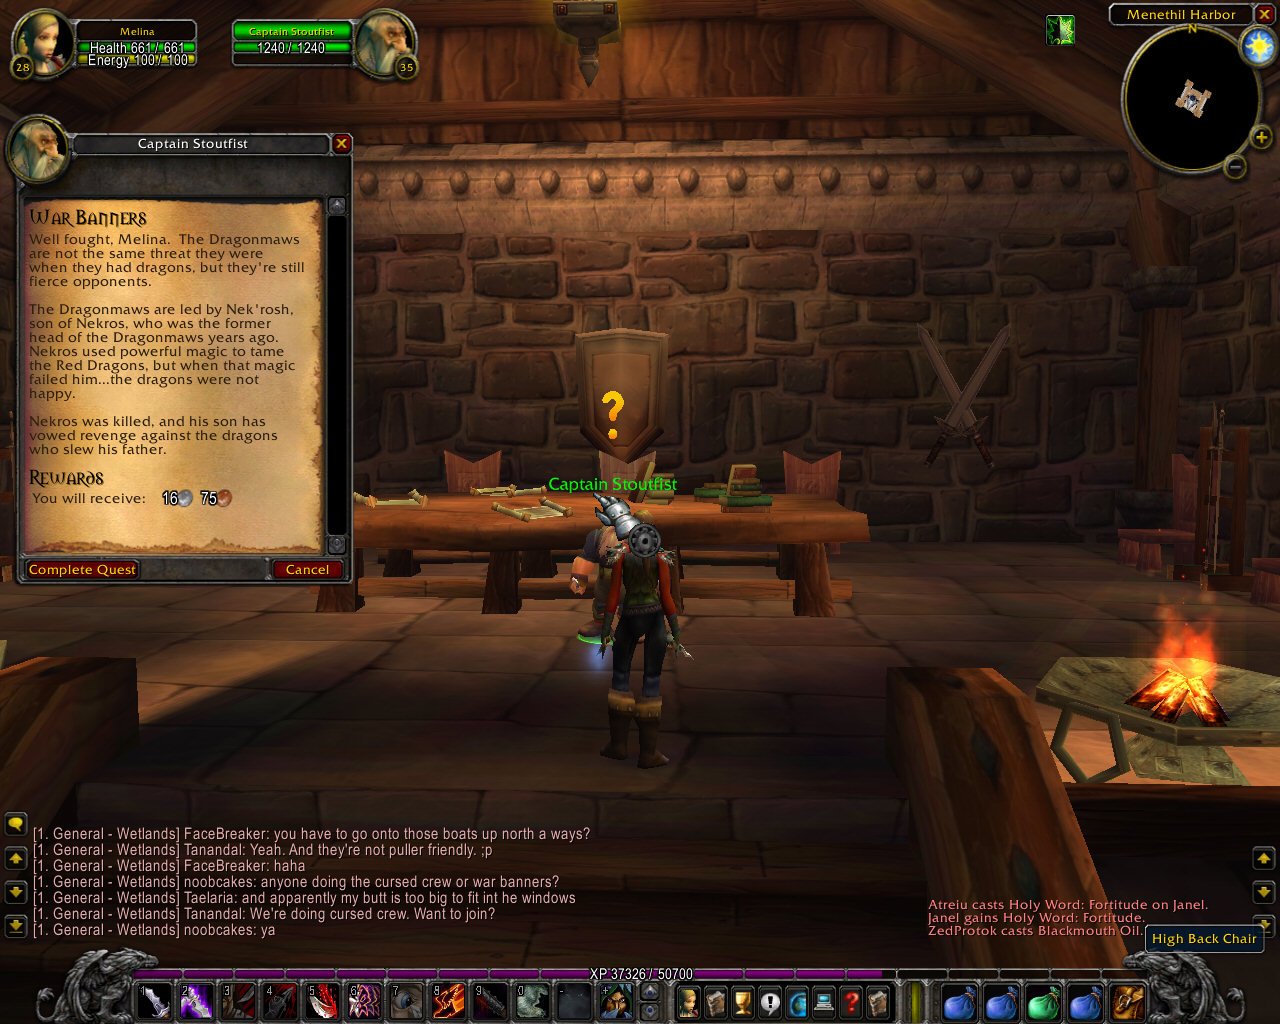 Melina
Health 661 / 661
Energy 100 / 100
28
Captain Stoutfist
1240 / 1240
35
Menethil Harbor
N
Captain Stoutfist
War Banners
Well fought, Melina.  The Dragonmaws
are not the same threat they were
when they had dragons, but they're still
fierce opponents.
The Dragonmaws are led by Nek'rosh,
son of Nekros, who was the former
head of the Dragonmaws years ago.
Nekros used powerful magic to tame
the Red Dragons, but when that magic
failed him...the dragons were not
happy.
Nekros was killed, and his son has
vowed revenge against the dragons
who slew his father.
Rewards
You will receive: 16 75
Complete Quest
Cancel
?
Captain Stoutfist
[1. General - Wetlands] FaceBreaker: you have to go onto those boats up north a ways?
[1. General - Wetlands] Tanandal: Yeah. And they're not puller friendly. ;p
[1. General - Wetlands] FaceBreaker: haha
[1. General - Wetlands] noobcakes: anyone doing the cursed crew or war banners?
[1. General - Wetlands] Taelaria: and apparently my butt is too big to fit int he windows
[1. General - Wetlands] Tanandal: We're doing cursed crew. Want to join?
[1. General - Wetlands] noobcakes: ya
Atreiu casts Holy Word: Fortitude on Janel.
Janel gains Holy Word: Fortitude.
ZedProtok casts Blackmouth Oil.
High Back Chair
XP 37326 / 50700
1 2 3 4 5 6 7 8 9 0 - +
! ?